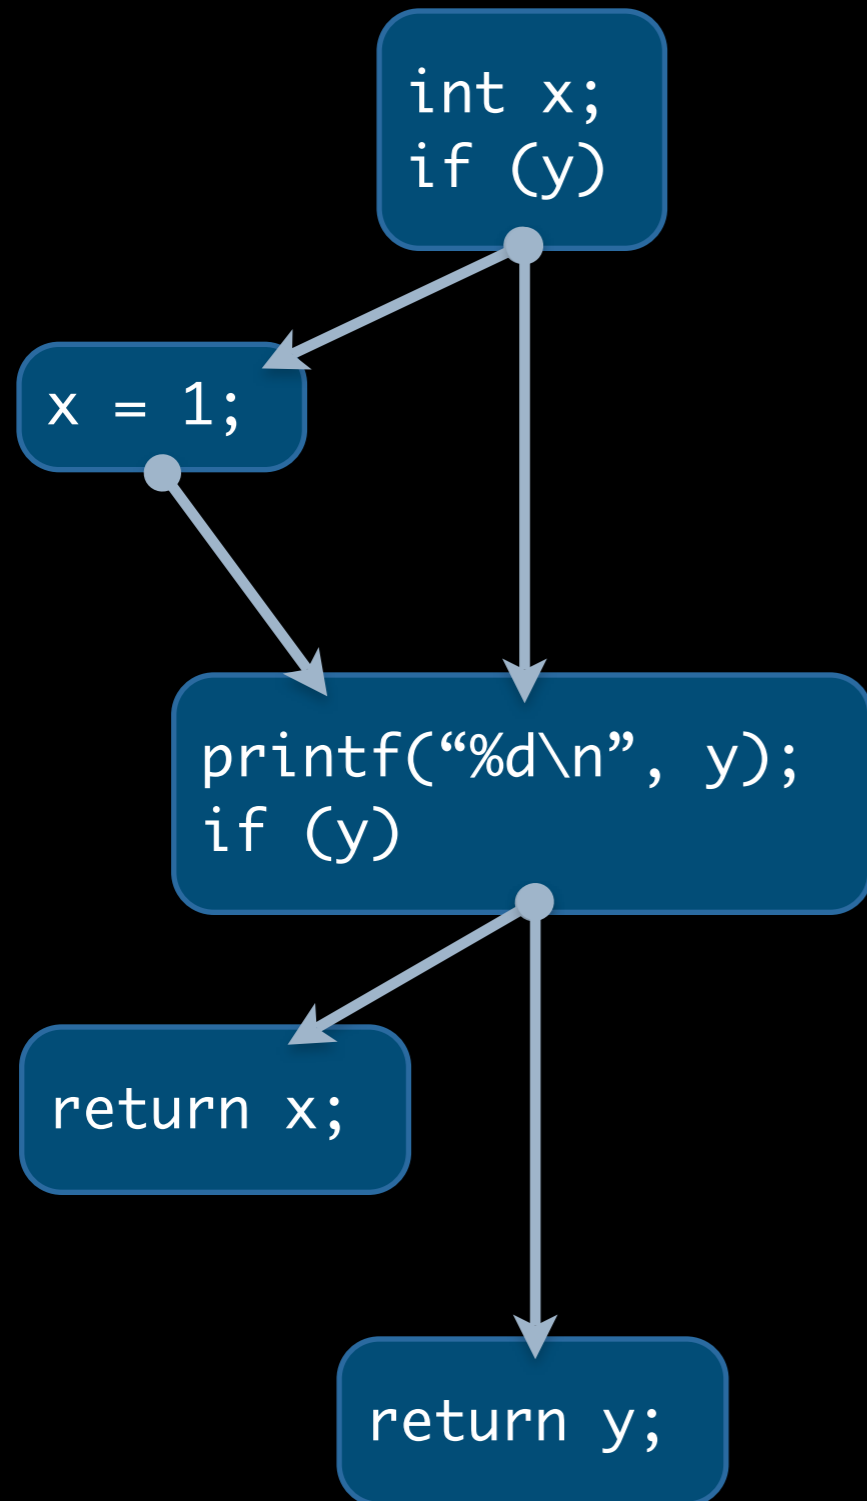 int x;
if (y)
x = 1;
printf(“%d\n”, y);
if (y)
return x;
return y;